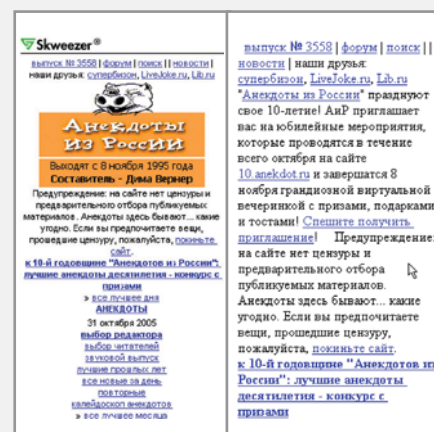 Skweezer®
выпуск № 3558 | форум | поиск | | новости |
наши друзья: супербизон, LiveJoke.ru, Lib.ru
Анекдоты
из России
Выходят с 8 ноября 1995 года
Составитель - Дима Вернер
Предупреждение: на сайте нет цензуры и
предварительного отбора публикуемых
материалов. Анекдоты здесь бывают... какие
угодно. Если вы предпочитаете вещи,
прошедшие цензуру, пожалуйста, покиньте
сайт.
к 10-й годовщине "Анекдотов из России":
лучшие анекдоты десятилетия - конкурс с
призами
» все лучшее дня
АНЕКДОТЫ
31 октября 2005
выбор редактора
выбор читателей
звуковой выпуск
лучшие прошлых лет
все новые за день
повторные
калейдоскоп анекдотов
» все лучшее месяца
выпуск № 3558 | форум | поиск | |
новости | наши друзья:
супербизон, LiveJoke.ru, Lib.ru
"Анекдоты из России" празднуют
свое 10-летие! АиР приглашает
вас на юбилейные мероприятия,
которые проводятся в течение
всего октября на сайте
10.anekdot.ru и завершатся 8
ноября грандиозной виртуальной
вечеринкой с призами, подарками
и тостами! Спешите получить
приглашение! Предупреждение:
на сайте нет цензуры и
предварительного отбора
публикуемых материалов.
Анекдоты здесь бывают... какие
угодно. Если вы предпочитаете
вещи, прошедшие цензуру,
пожалуйста, покиньте сайт.
к 10-й годовщине "Анекдотов из
России": лучшие анекдоты
десятилетия - конкурс с
призами